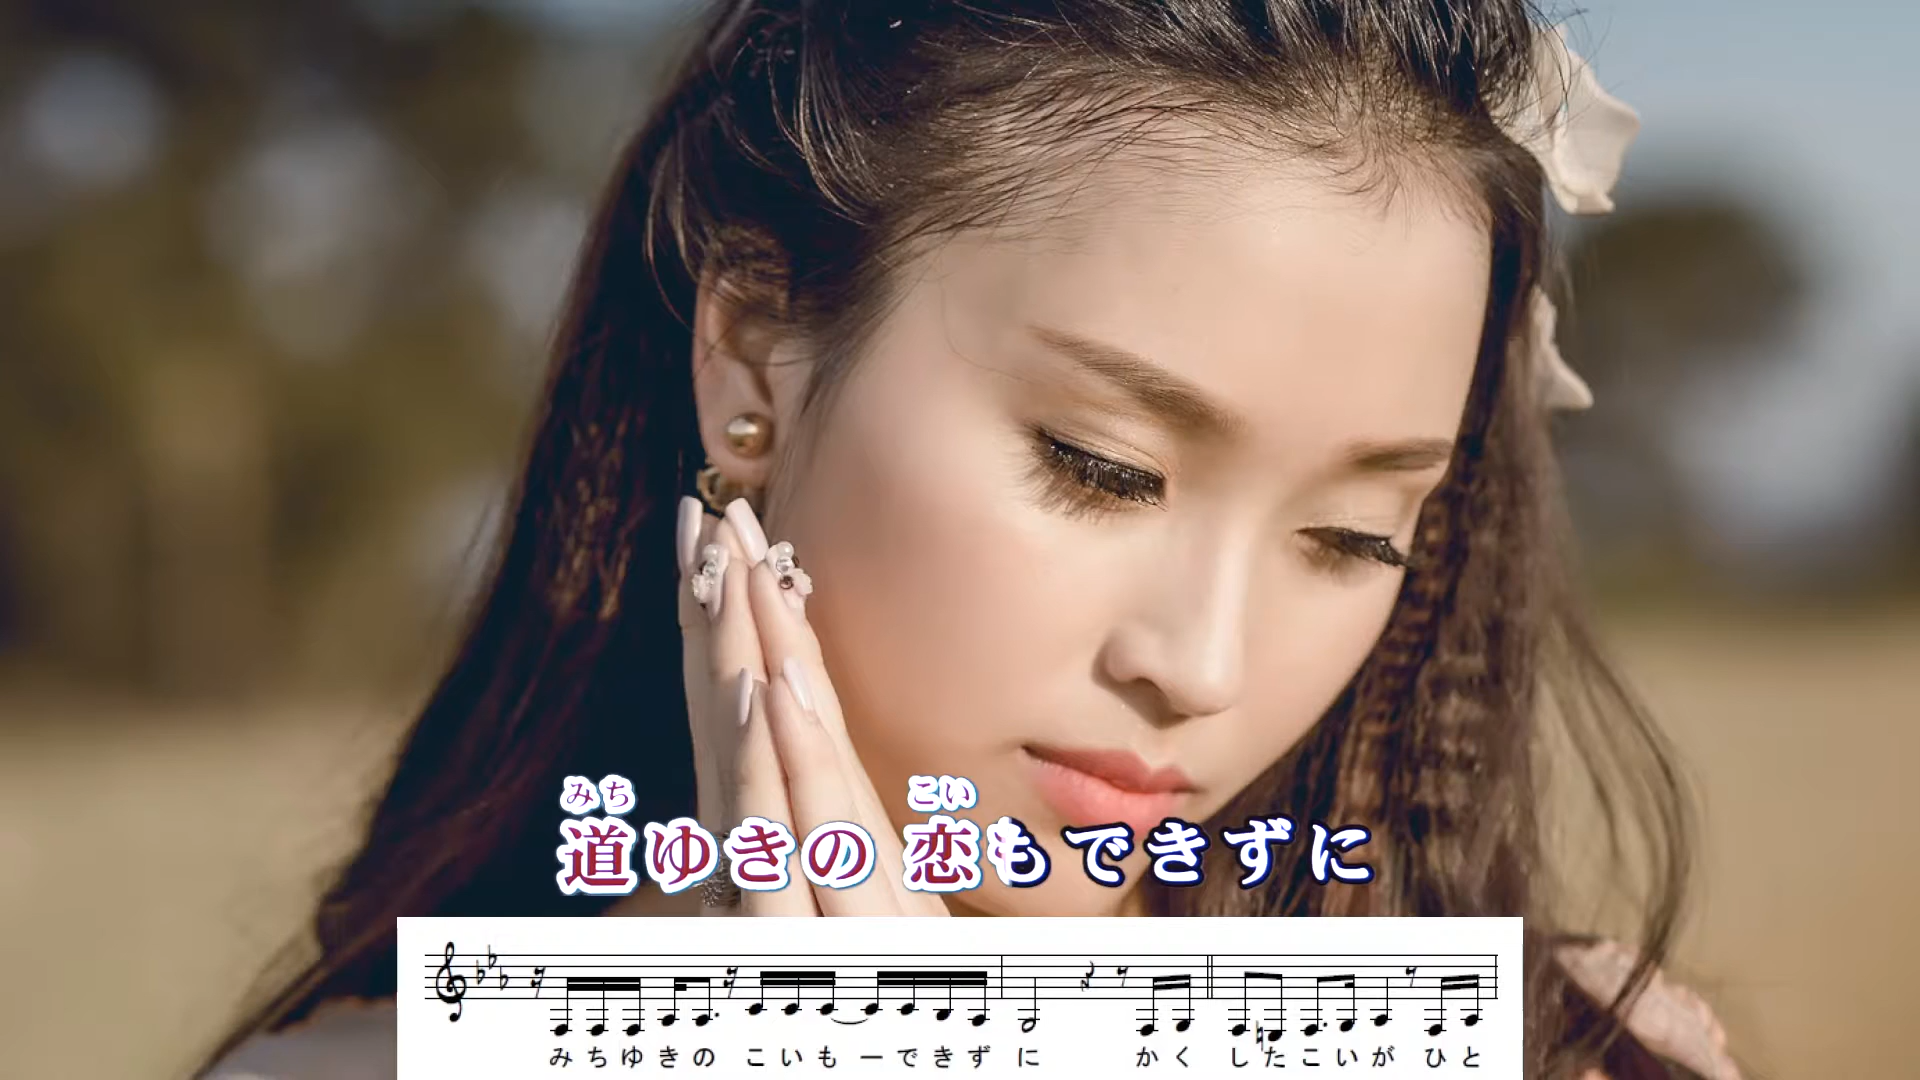 みち こい
道ゆきの 恋もできずに
みちゆきの こいもーできず に かく したこいが ひと